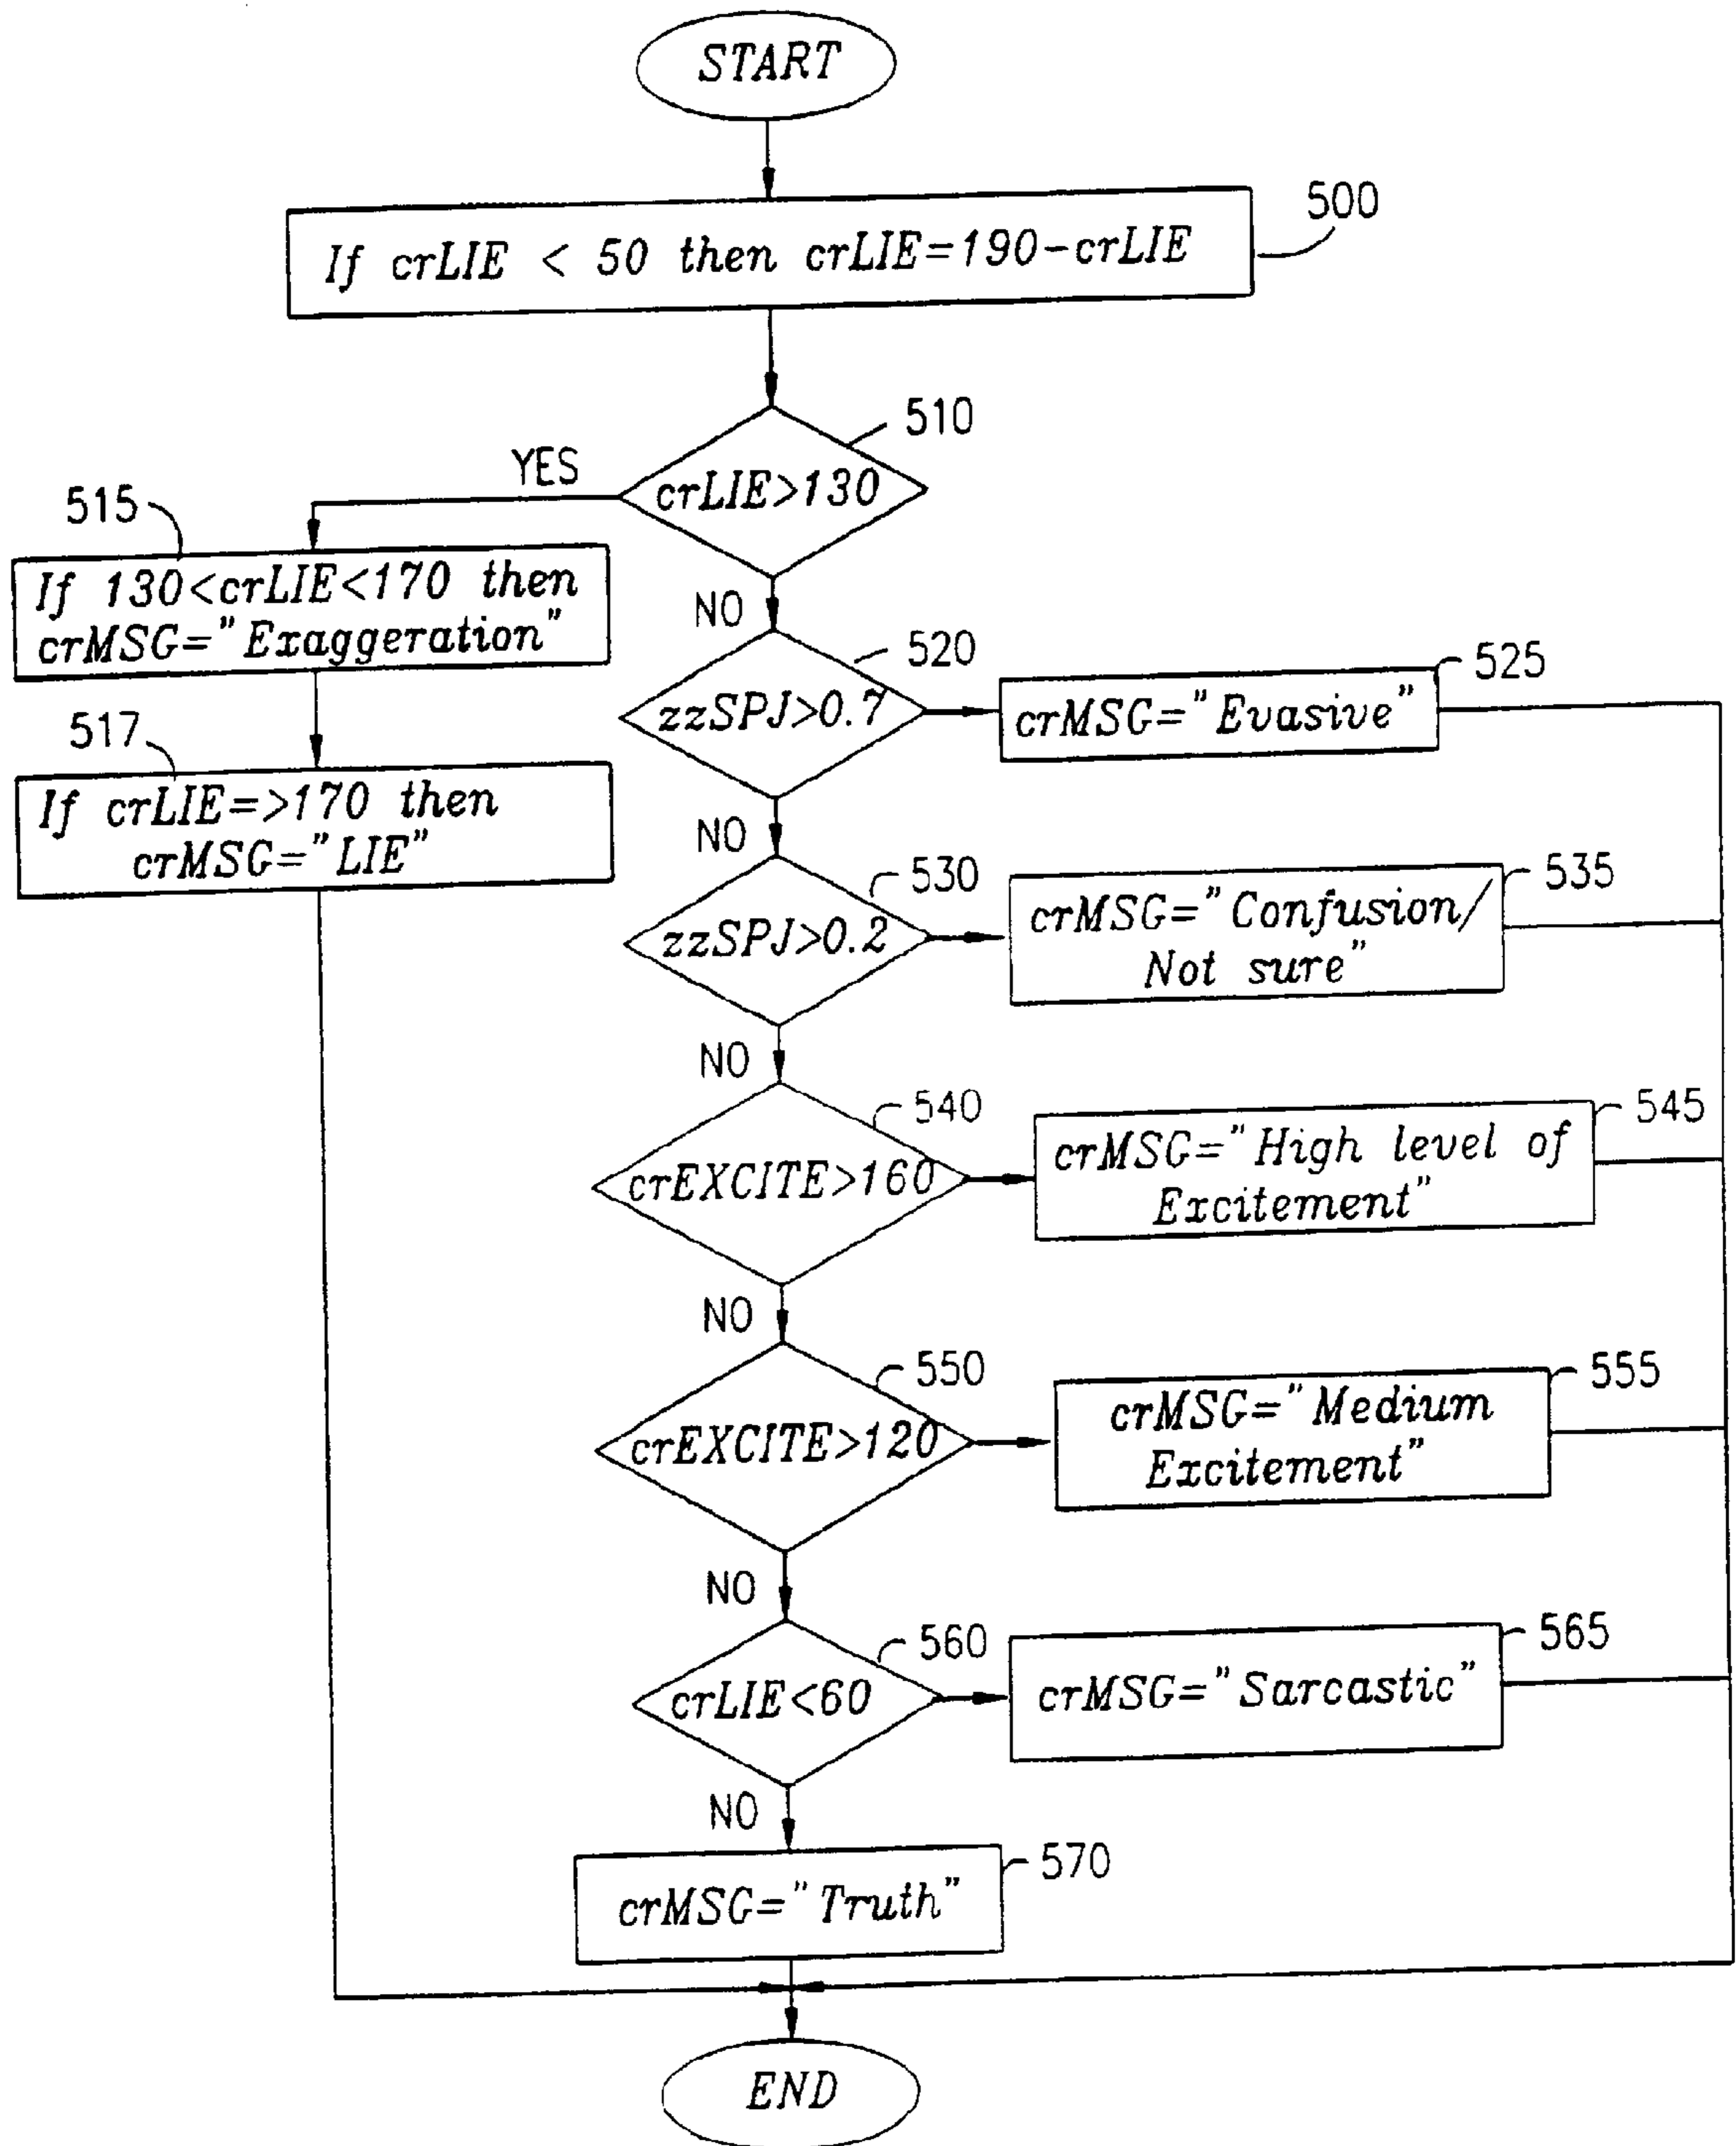 START
500
If crLIE < 50 then crLIE=190-crLIE
510
crLIE>130
YES
515
If 130<crLIE<170 then
crMSG="Exaggeration"
517
If crLIE=>170 then
crMSG="LIE"
NO
520
zzSPJ>0.7
525
crMSG="Evasive"
NO
530
zzSPJ>0.2
535
crMSG="Confusion/
Not sure"
NO
540
crEXCITE>160
545
crMSG="High level of
Excitement"
NO
550
crEXCITE>120
555
crMSG="Medium
Excitement"
NO
560
crLIE<60
565
crMSG="Sarcastic"
NO
570
crMSG="Truth"
END